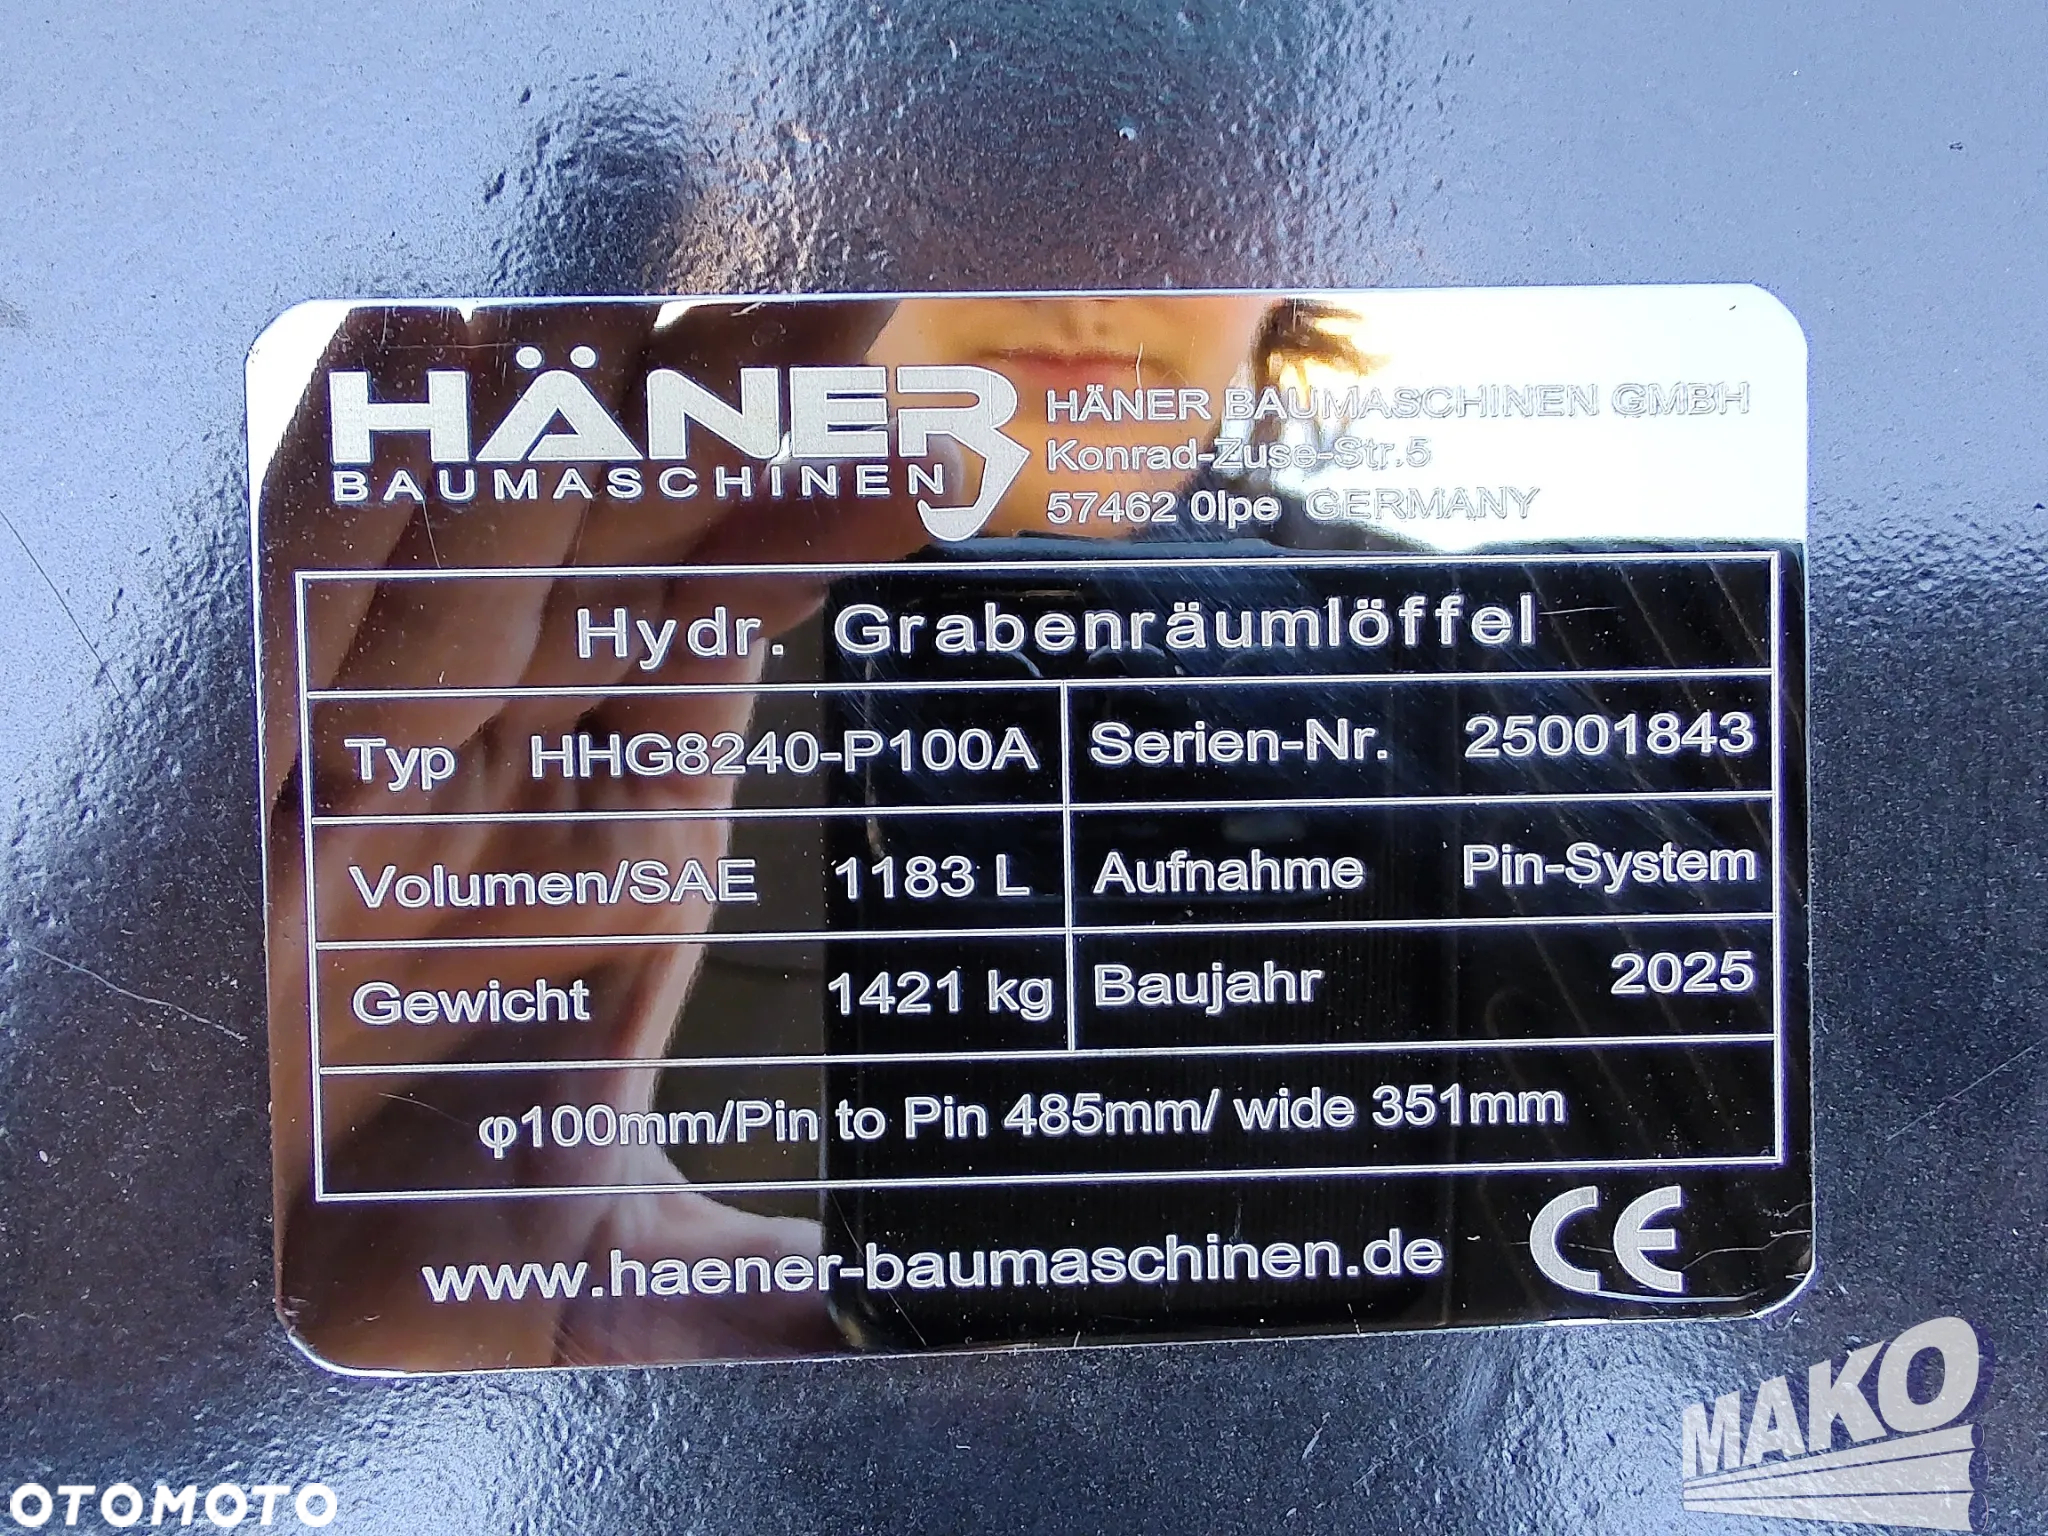 HÄNER
BAUMASCHINEN
HÄNER BAUMASCHINEN GMBH
Konrad-Zuse-Str.5
57462 Olpe GERMANY
Hydr. Grabenräumlöffel
Typ HHG8240-P100A
Serien-Nr. 25001843
Volumen/SAE 1183 L
Aufnahme Pin-System
Gewicht 1421 kg
Baujahr 2025
φ100mm/Pin to Pin 485mm/ wide 351mm
www.haener-baumaschinen.de
CE
MAKO
OTOMOTO